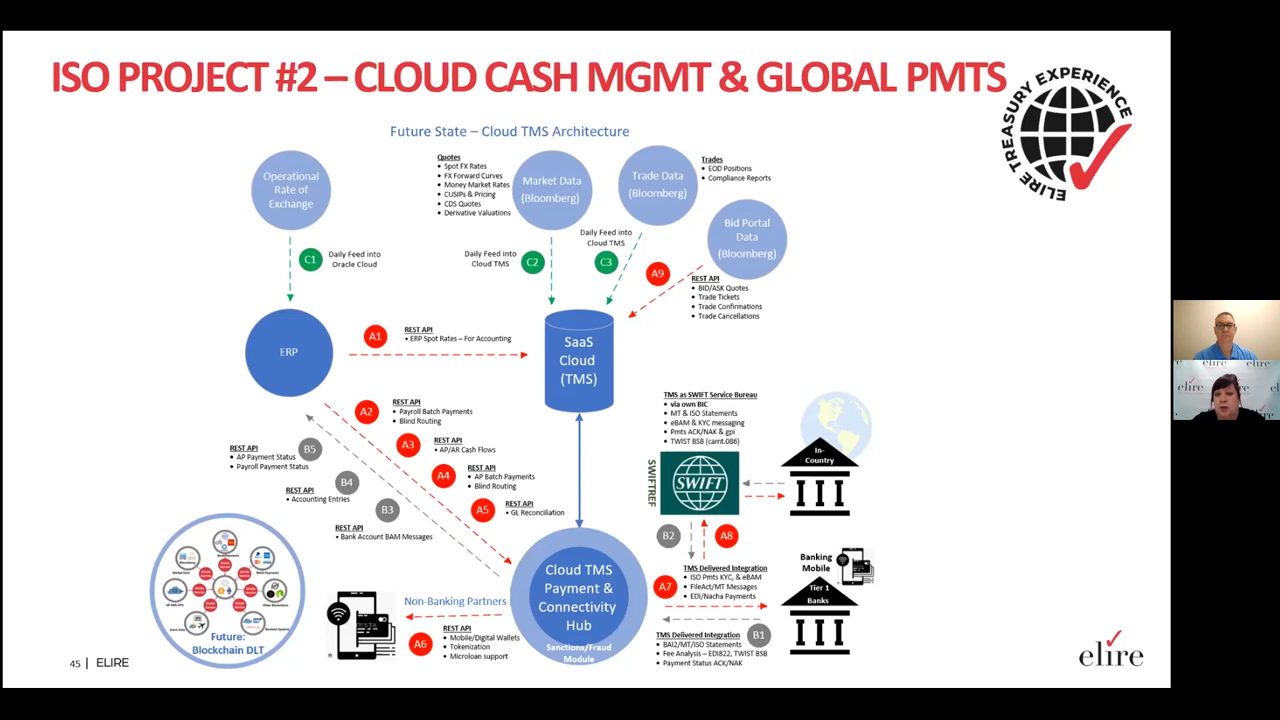 ISO PROJECT #2 – CLOUD CASH MGMT & GLOBAL PMTS
ELIRE TREASURY EXPERIENCE
Future State – Cloud TMS Architecture
Operational
Rate of
Exchange
Quotes
• Spot FX Rates
• FX Forward Curves
• Money Market Rates
• CUSIPs & Pricing
• CDS Quotes
• Derivative Valuations
Market Data
(Bloomberg)
Trade Data
(Bloomberg)
Trades
• EOD Positions
• Compliance Reports
Bid Portal
Data
(Bloomberg)
C1
Daily Feed into
Oracle Cloud
Daily Feed into
Cloud TMS
C2
Daily Feed into
Cloud TMS
C3
A9
REST API
• BID/ASK Quotes
• Trade Tickets
• Trade Confirmations
• Trade Cancellations
ERP
A1
REST API
• ERP Spot Rates – For Accounting
SaaS
Cloud
(TMS)
A2
REST API
• Payroll Batch Payments
• Blind Routing
A3
REST API
• AP/AR Cash Flows
A4
REST API
• AP Batch Payments
• Blind Routing
A5
REST API
• GL Reconciliation
REST API
• AP Payment Status
• Payroll Payment Status
B5
REST API
• Accounting Entries
B4
B3
REST API
• Bank Account BAM Messages
TMS as SWIFT Service Bureau
• via own BIC
• MT & ISO Statements
• eBAM & KYC messaging
• Pmts ACK/NAK & gpi
• TWIST BSB (camt.086)
SWIFTREF
SWIFT
In-
Country
B2
A8
Cloud TMS
Payment &
Connectivity
Hub
Sanctions/Fraud
Module
A7
TMS Delivered Integration
• ISO Pmts KYC, & eBAM
• FileAct/MT Messages
• EDI/Nacha Payments
Banking
Mobile
Tier 1
Banks
TMS Delivered Integration
B1
• BAI2/MT/ISO Statements
• Fee Analysis – EDI822, TWIST BSB
• Payment Status ACK/NAK
Non-Banking Partners
A6
REST API
• Mobile/Digital Wallets
• Tokenization
• Microloan support
Future:
Blockchain DLT
45 | ELIRE
elire
elire